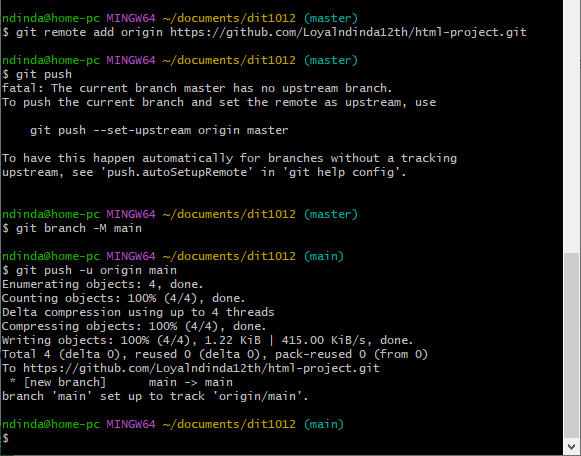 ndinda@home-pc MINGW64 ~/documents/dit1012 (master)
$ git remote add origin https://github.com/Loyalndinda12th/html-project.git
ndinda@home-pc MINGW64 ~/documents/dit1012 (master)
$ git push
fatal: The current branch master has no upstream branch.
To push the current branch and set the remote as upstream, use
git push --set-upstream origin master
To have this happen automatically for branches without a tracking
upstream, see 'push.autoSetupRemote' in 'git help config'.
ndinda@home-pc MINGW64 ~/documents/dit1012 (master)
$ git branch -M main
ndinda@home-pc MINGW64 ~/documents/dit1012 (main)
$ git push -u origin main
Enumerating objects: 4, done.
Counting objects: 100% (4/4), done.
Delta compression using up to 4 threads
Compressing objects: 100% (4/4), done.
Writing objects: 100% (4/4), 1.22 KiB | 415.00 KiB/s, done.
Total 4 (delta 0), reused 0 (delta 0), pack-reused 0 (from 0)
To https://github.com/Loyalndinda12th/html-project.git
* [new branch]      main -> main
branch 'main' set up to track 'origin/main'.
ndinda@home-pc MINGW64 ~/documents/dit1012 (main)
$